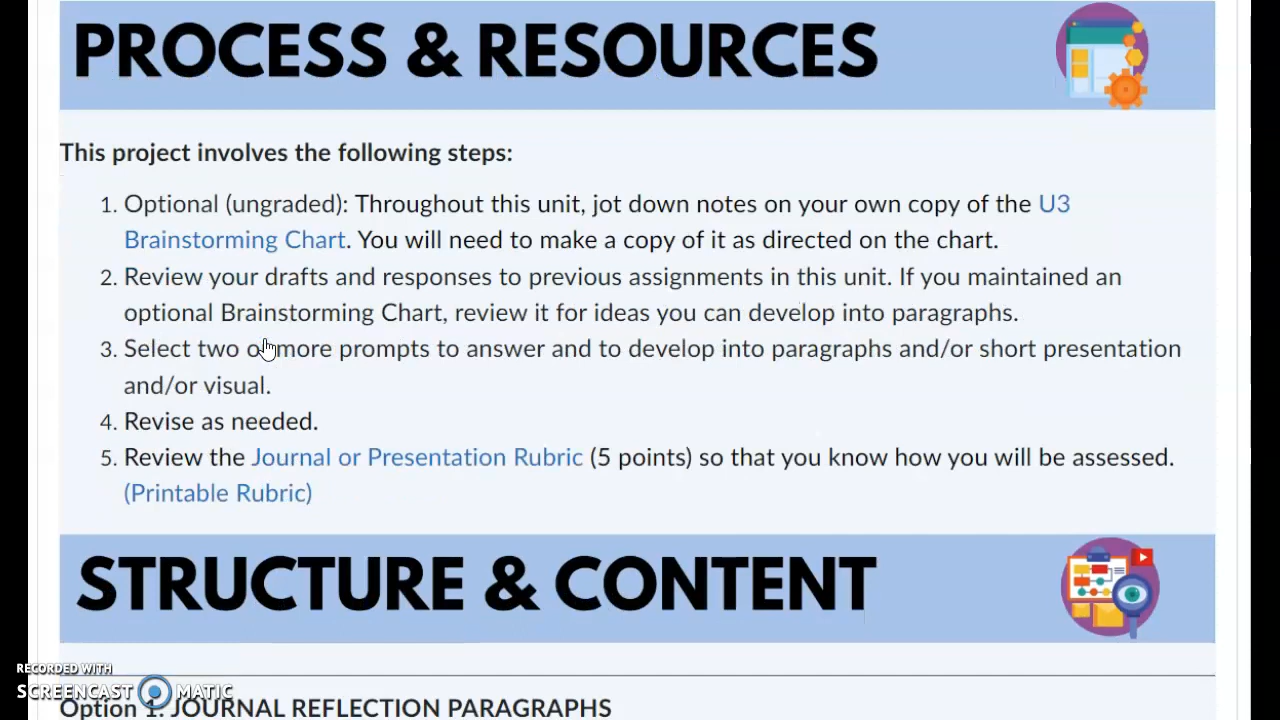 PROCESS & RESOURCES
This project involves the following steps:
1. Optional (ungraded): Throughout this unit, jot down notes on your own copy of the U3
Brainstorming Chart. You will need to make a copy of it as directed on the chart.
2. Review your drafts and responses to previous assignments in this unit. If you maintained an
optional Brainstorming Chart, review it for ideas you can develop into paragraphs.
3. Select two or more prompts to answer and to develop into paragraphs and/or short presentation
and/or visual.
4. Revise as needed.
5. Review the Journal or Presentation Rubric (5 points) so that you know how you will be assessed.
(Printable Rubric)
STRUCTURE & CONTENT
RECORDED WITH
SCREENCAST MATIC
Option 1: JOURNAL REFLECTION PARAGRAPHS